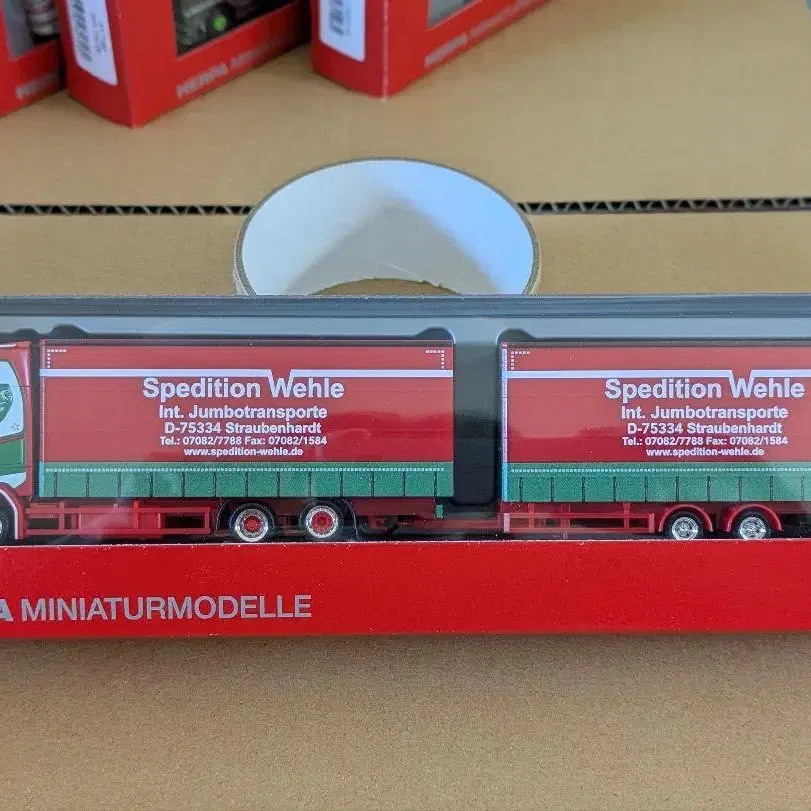 HERPA
Spedition Wehle
Int. Jumbotransporte
D-75334 Straubenhardt
Tel.: 07082/7788 Fax: 07082/1584
www.spedition-wehle.de
Spedition Wehle
Int. Jumbotransporte
D-75334 Straubenhardt
Tel.: 07082/7788 Fax: 07082/1584
www.spedition-wehle.de
A MINIATURMODELLE